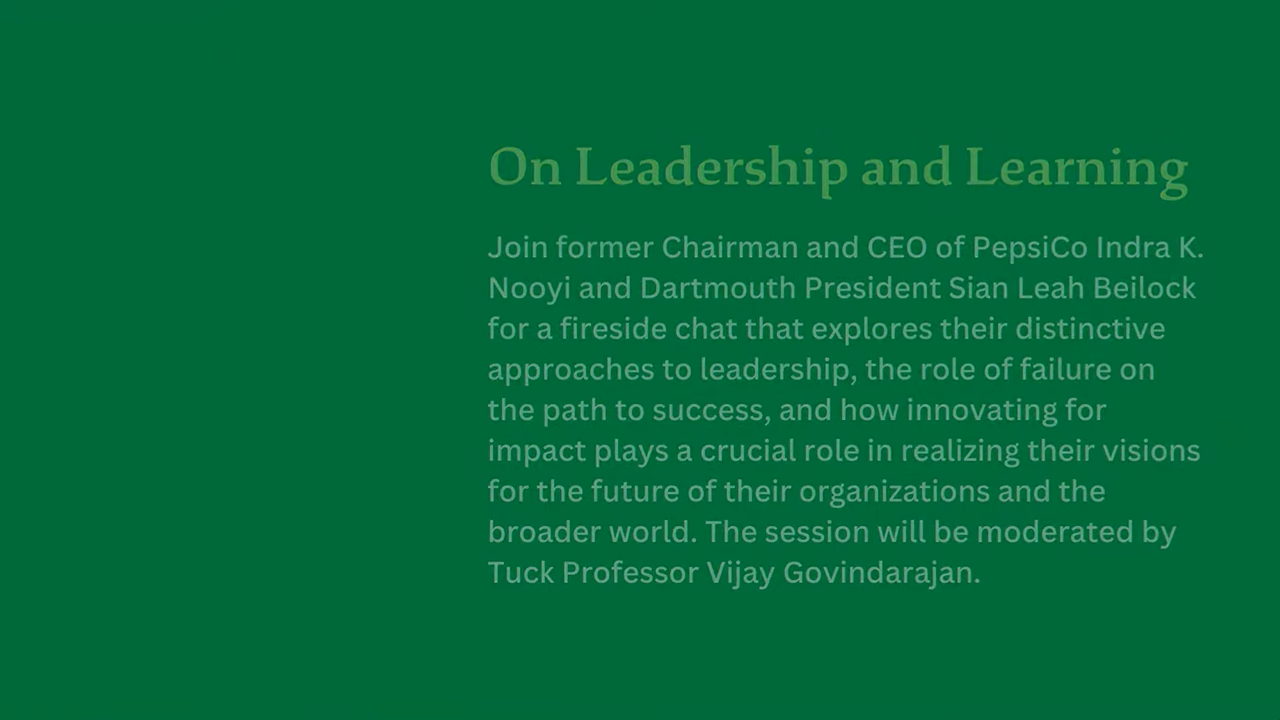 On Leadership and Learning
Join former Chairman and CEO of PepsiCo Indra K.
Nooyi and Dartmouth President Sian Leah Beilock
for a fireside chat that explores their distinctive
approaches to leadership, the role of failure on
the path to success, and how innovating for
impact plays a crucial role in realizing their visions
for the future of their organizations and the
broader world. The session will be moderated by
Tuck Professor Vijay Govindarajan.